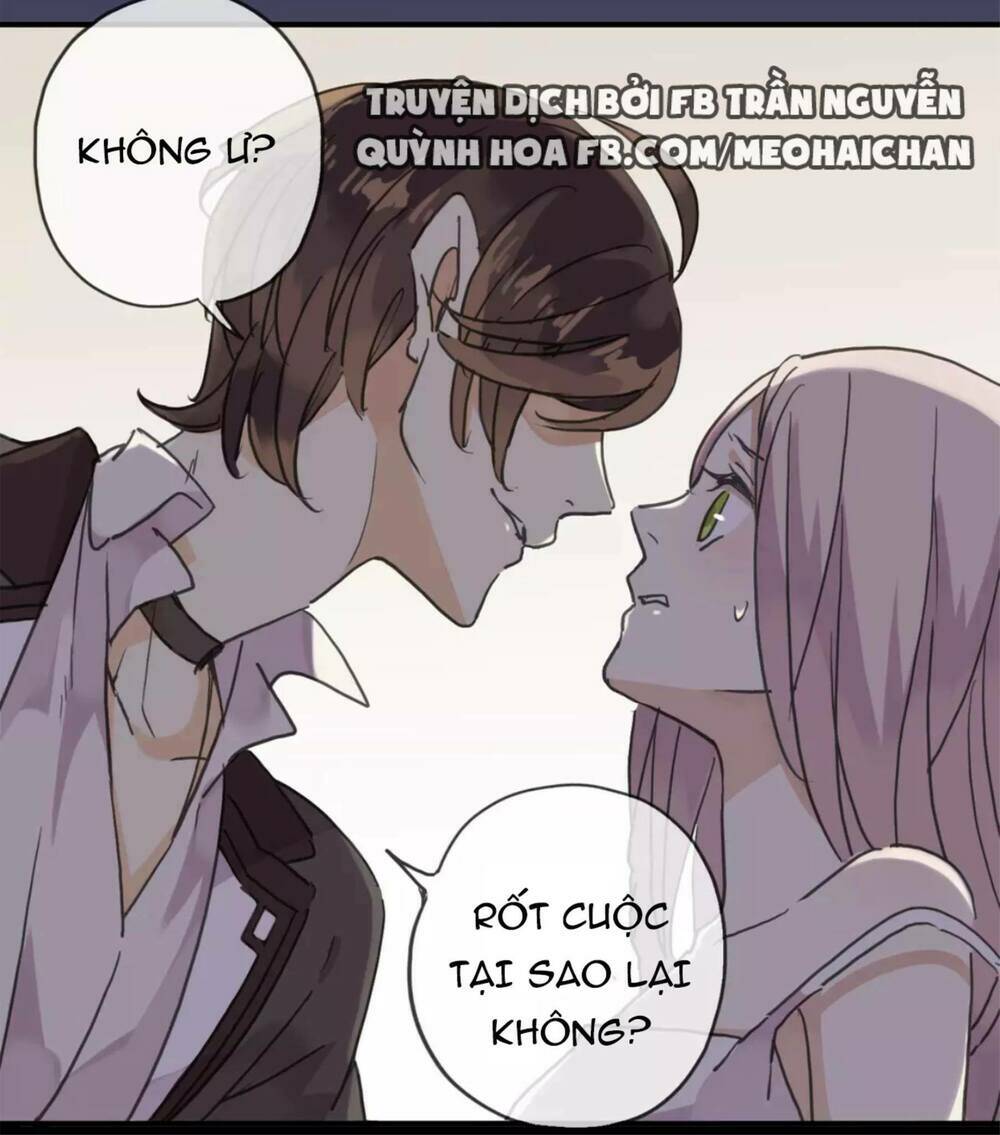 KHÔNG Ư?
TRUYỆN DỊCH BỞI FB TRẦN NGUYỄN
QUỲNH HOA FB.COM/MEOHAICHAN
RỐT CUỘC
TẠI SAO LẠI
KHÔNG?